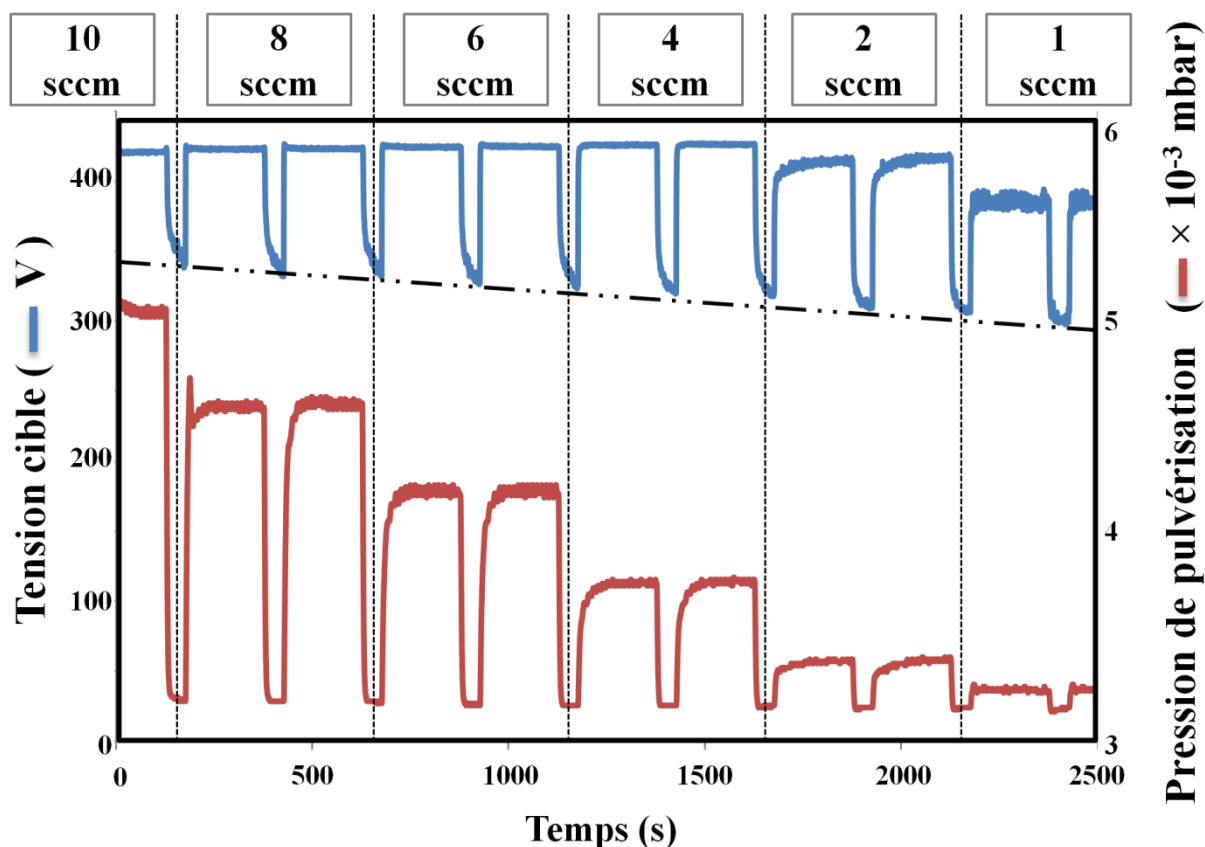 10 sccm
8 sccm
6 sccm
4 sccm
2 sccm
1 sccm
Tension cible ( V )
400
300
200
100
0
6
5
4
3
Pression de pulvérisation ( × 10⁻³ mbar)
0 500 1000 1500 2000 2500
Temps (s)